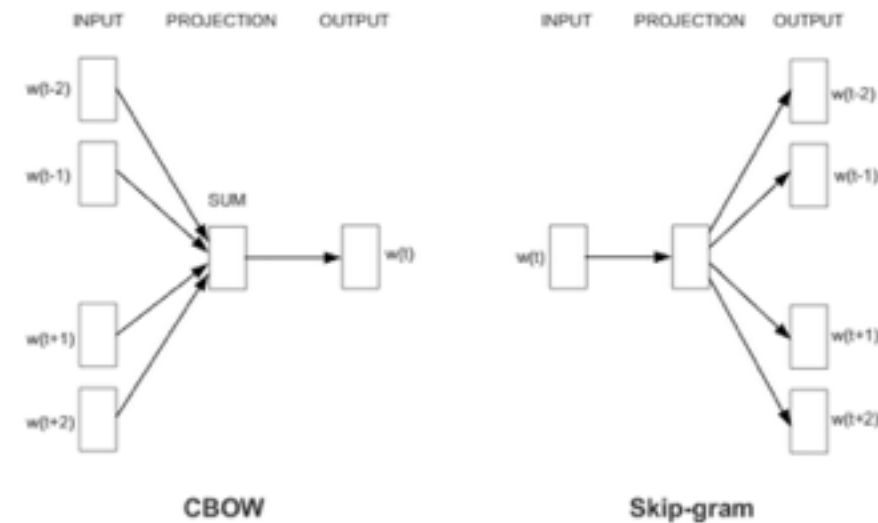 INPUT PROJECTION OUTPUT
w(t-2)
w(t-1)
SUM
w(t)
w(t+1)
w(t+2)
CBOW
INPUT PROJECTION OUTPUT
w(t-2)
w(t-1)
w(t)
w(t+1)
w(t+2)
Skip-gram